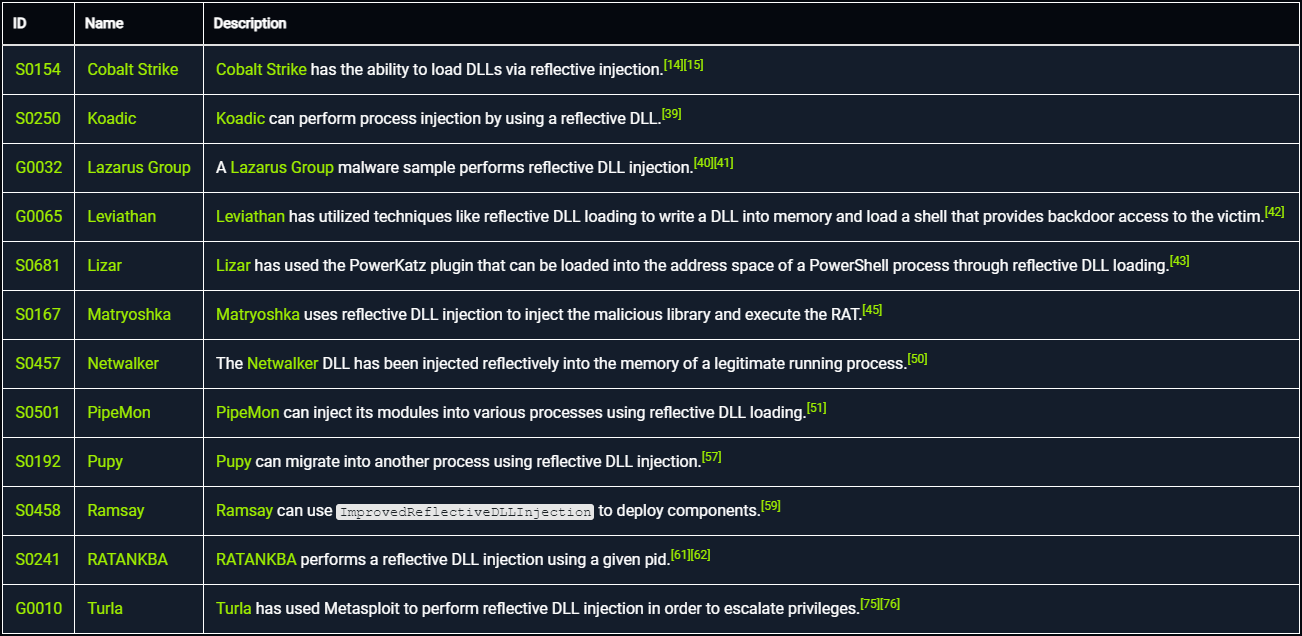 ID Name Description
S0154 Cobalt Strike Cobalt Strike has the ability to load DLLs via reflective injection.[14][15]
S0250 Koadic Koadic can perform process injection by using a reflective DLL.[39]
G0032 Lazarus Group A Lazarus Group malware sample performs reflective DLL injection.[40][41]
G0065 Leviathan Leviathan has utilized techniques like reflective DLL loading to write a DLL into memory and load a shell that provides backdoor access to the victim.[42]
S0681 Lizar Lizar has used the PowerKatz plugin that can be loaded into the address space of a PowerShell process through reflective DLL loading.[43]
S0167 Matryoshka Matryoshka uses reflective DLL injection to inject the malicious library and execute the RAT.[45]
S0457 Netwalker The Netwalker DLL has been injected reflectively into the memory of a legitimate running process.[50]
S0501 PipeMon PipeMon can inject its modules into various processes using reflective DLL loading.[51]
S0192 Pupy Pupy can migrate into another process using reflective DLL injection.[57]
S0458 Ramsay Ramsay can use ImprovedReflectiveDLLInjection to deploy components.[59]
S0241 RATANKBA RATANKBA performs a reflective DLL injection using a given pid.[61][62]
G0010 Turla Turla has used Metasploit to perform reflective DLL injection in order to escalate privileges.[75][76]